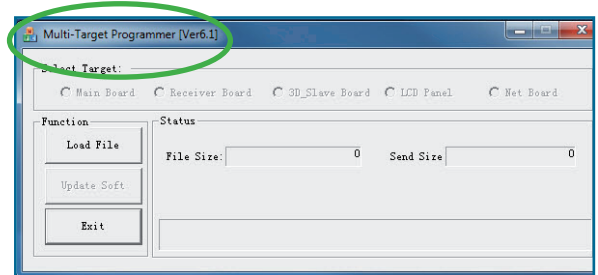 Multi-Target Programmer [Ver6.1]
Select Target:
Main Board Receiver Board 3D_Slave Board LCD Panel Net Board
Function Status
Load File
File Size: 0 Send Size 0
Update Soft
Exit